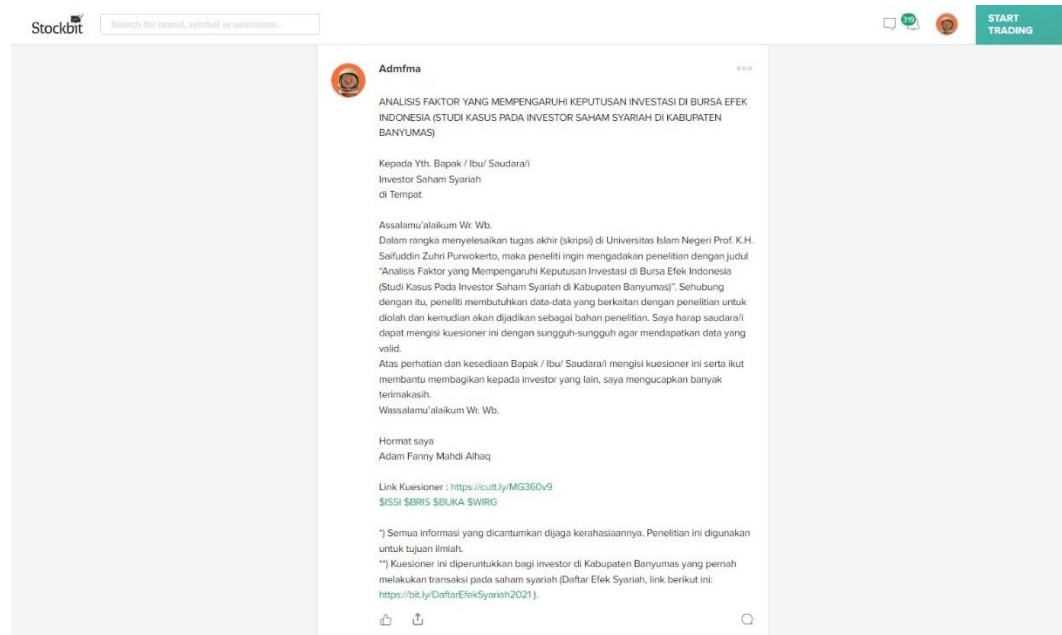 Stockbit
Search for brand, symbol or username...
319
START
TRADING
Admfma
ANALISIS FAKTOR YANG MEMPENGARUHI KEPUTUSAN INVESTASI DI BURSA EFEK
INDONESIA (STUDI KASUS PADA INVESTOR SAHAM SYARIAH DI KABUPATEN
BANYUMAS)
Kepada Yth. Bapak / Ibu/ Saudara/i
Investor Saham Syariah
di Tempat
Assalamu'alaikum Wr. Wb.
Dalam rangka menyelesaikan tugas akhir (skripsi) di Universitas Islam Negeri Prof. K.H.
Saifuddin Zuhri Purwokerto, maka peneliti ingin mengadakan penelitian dengan judul
"Analisis Faktor yang Mempengaruhi Keputusan Investasi di Bursa Efek Indonesia
(Studi Kasus Pada Investor Saham Syariah di Kabupaten Banyumas)". Sehubung
dengan itu, peneliti membutuhkan data-data yang berkaitan dengan penelitian untuk
diolah dan kemudian akan dijadikan sebagai bahan penelitian. Saya harap saudara/i
dapat mengisi kuesioner ini dengan sungguh-sungguh agar mendapatkan data yang
valid.
Atas perhatian dan kesediaan Bapak / Ibu/ Saudara/i mengisi kuesioner ini serta ikut
membantu membagikan kepada investor yang lain, saya mengucapkan banyak
terimakasih.
Wassalamu'alaikum Wr. Wb.
Hormat saya
Adam Fanny Mahdi Alhaq
Link Kuesioner : https://cutt.ly/MG360v9
$ISSI $BRIS $BUKA $WIRG
*) Semua informasi yang dicantumkan dijaga kerahasiaannya. Penelitian ini digunakan
untuk tujuan ilmiah.
**) Kuesioner ini diperuntukkan bagi investor di Kabupaten Banyumas yang pernah
melakukan transaksi pada saham syariah (Daftar Efek Syariah, link berikut ini:
https://bit.ly/DaftarEfekSyariah2021 ).